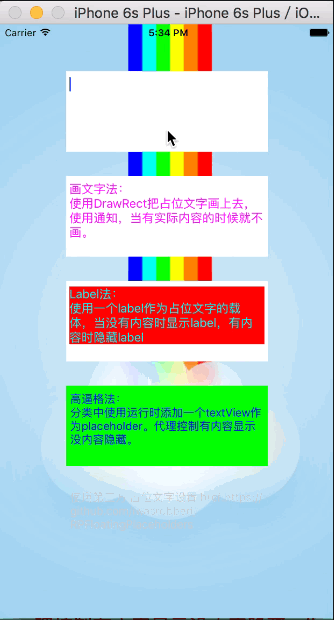 iPhone 6s Plus - iPhone 6s Plus / iO...
Carrier 5:34 PM
画文字法：
使用DrawRect把占位文字画上去，
使用通知，当有实际内容的时候就不
画。
Label法：
使用一个label作为占位文字的载
体，当没有内容时显示label，有内
容时隐藏label
高逼格法：
分类中使用运行时添加一个textView作
为placeholder。代理控制有内容显示
没内容隐藏。